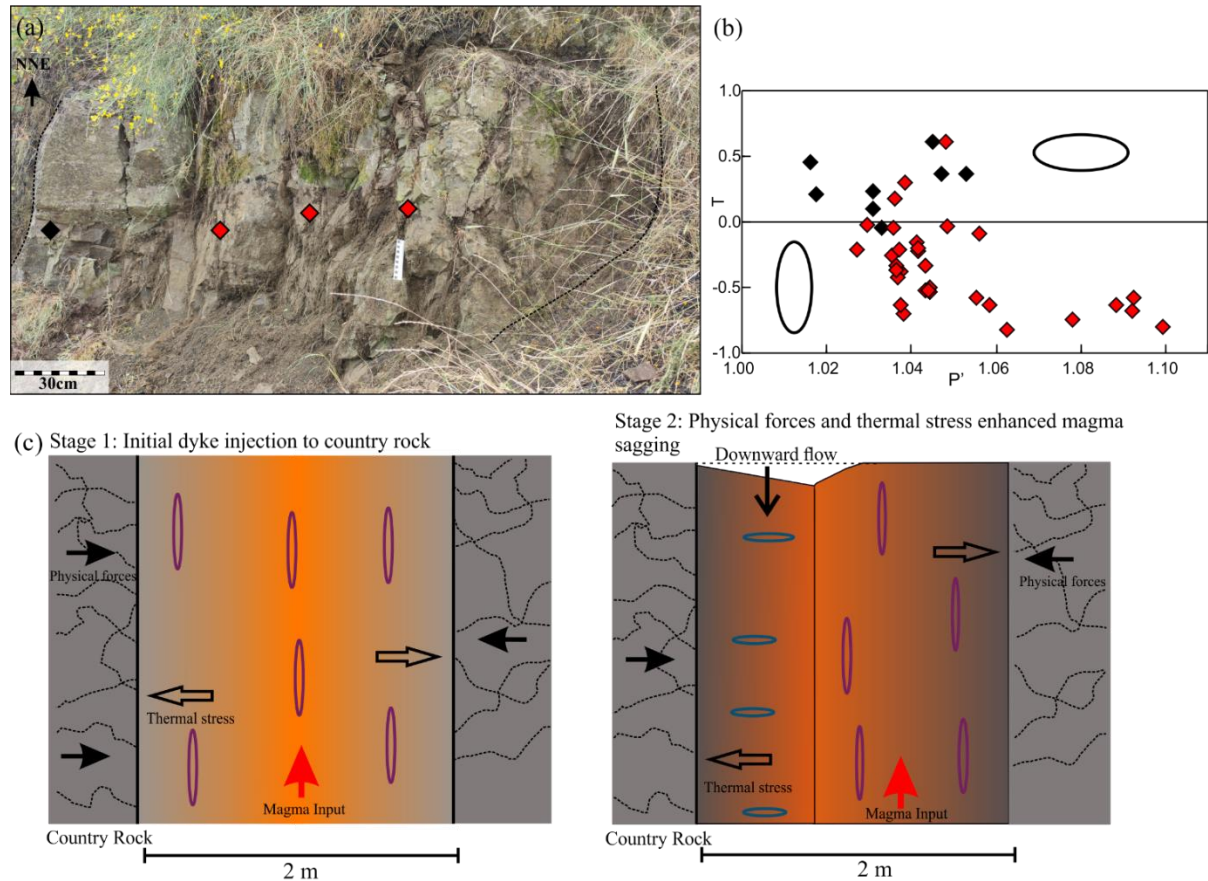 (a)
NNE
30cm
(b)
1.0
0.5
T
0.0
-0.5
-1.0
1.00
1.02
1.04
1.06
1.08
1.10
P'
(c)
Stage 1: Initial dyke injection to country rock
Physical forces
Thermal stress
Magma Input
Country Rock
2 m
Stage 2: Physical forces and thermal stress enhanced magma
sagging
Downward flow
Physical forces
Thermal stress
Magma Input
Country Rock
2 m